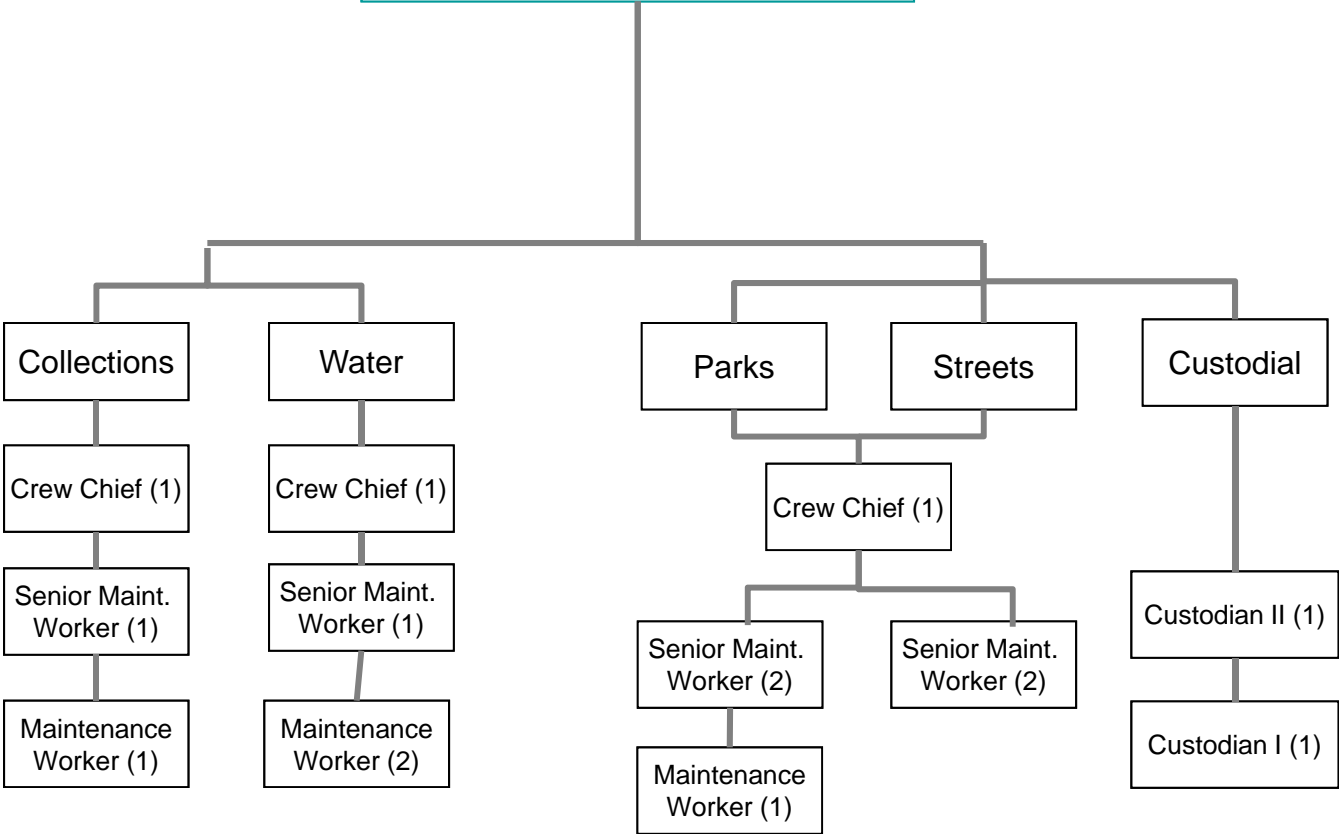 Collections
Water
Parks
Streets
Custodial
Crew Chief (1)
Crew Chief (1)
Crew Chief (1)
Senior Maint.
Worker (1)
Senior Maint.
Worker (1)
Senior Maint.
Worker (2)
Senior Maint.
Worker (2)
Custodian II (1)
Maintenance
Worker (1)
Maintenance
Worker (2)
Maintenance
Worker (1)
Custodian I (1)